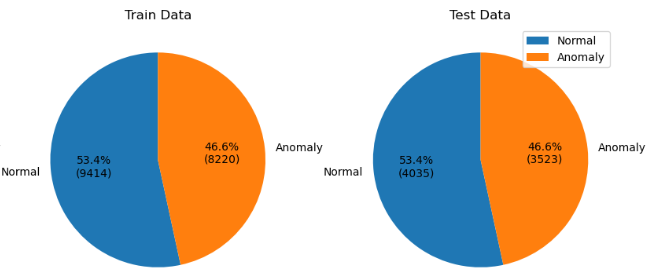 Train Data
Test Data
Normal
Anomaly
53.4%
(9414)
46.6%
(8220)
Normal
Anomaly
53.4%
(4035)
46.6%
(3523)
Normal
Anomaly